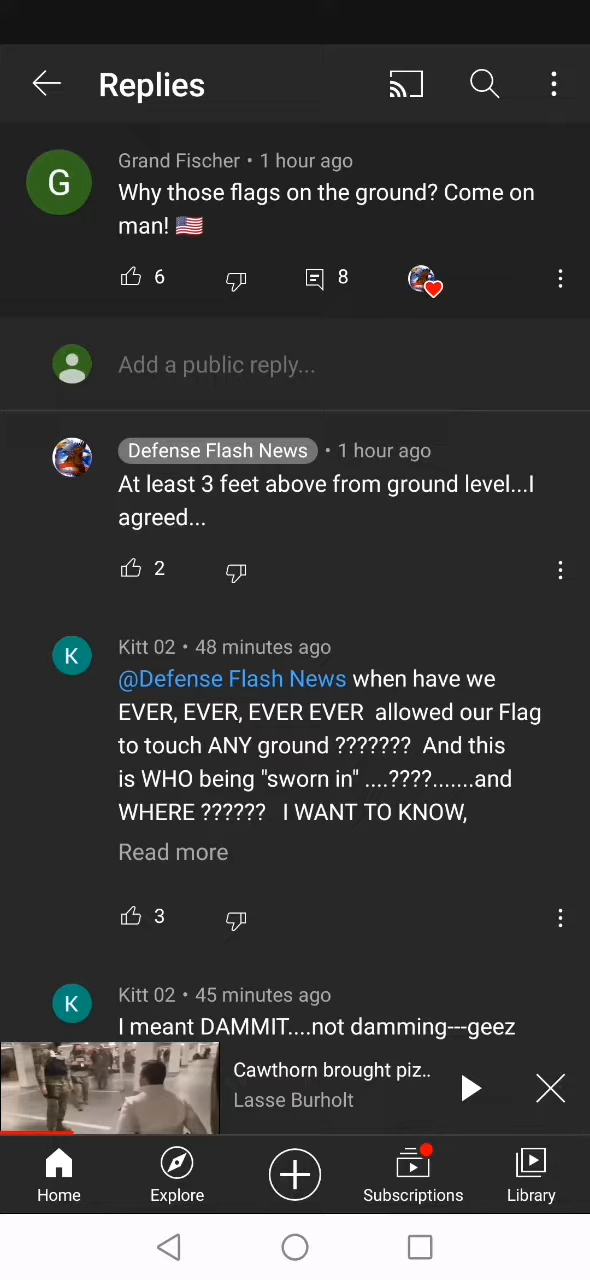 Replies
Grand Fischer • 1 hour ago
G
Why those flags on the ground? Come on
man! 🇺🇸
6
8
Add a public reply...
Defense Flash News • 1 hour ago
At least 3 feet above from ground level...I
agreed...
2
Kitt 02 • 48 minutes ago
K
@Defense Flash News when have we
EVER, EVER, EVER EVER  allowed our Flag
to touch ANY ground ???????  And this
is WHO being "sworn in" ....????.......and
WHERE ??????   I WANT TO KNOW,
Read more
3
Kitt 02 • 45 minutes ago
K
I meant DAMMIT....not damming---geez
Cawthorn brought piz..
Lasse Burholt
Home
Explore
Subscriptions
Library